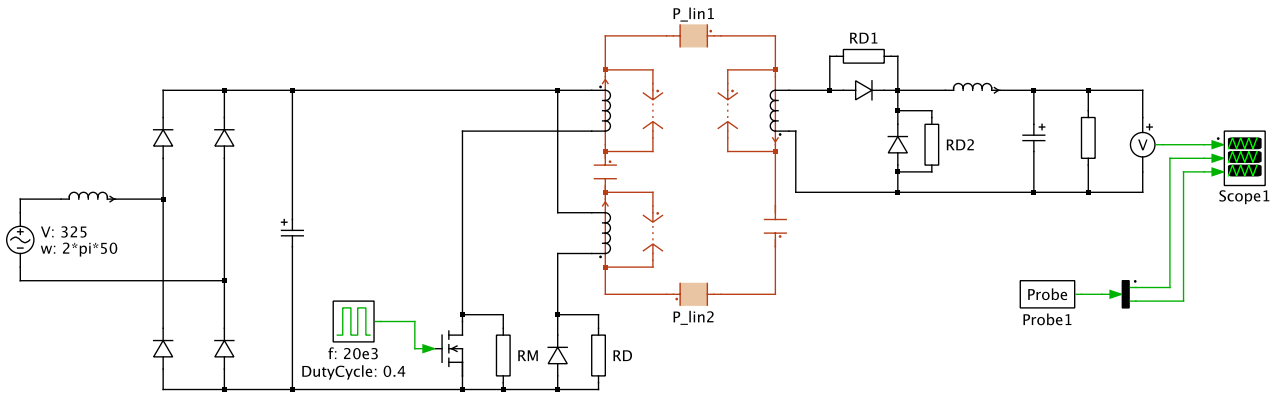 P_lin1
RD1
RD2
V
Scope1
V: 325
w: 2*pi*50
Probe
Probe1
P_lin2
f: 20e3
DutyCycle: 0.4
RM
RD